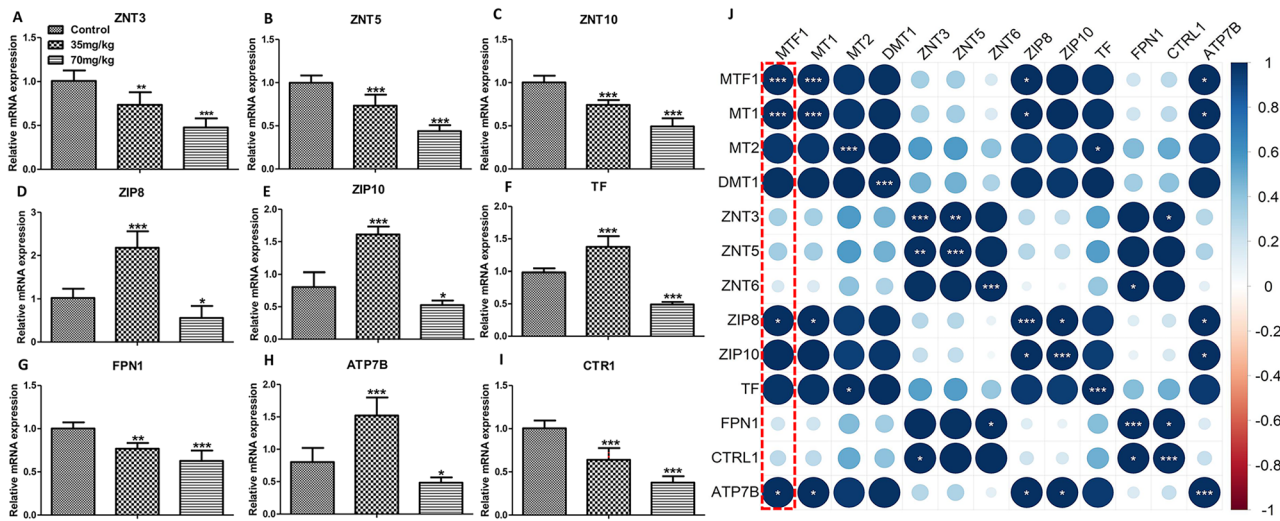 A
ZNT3
Relative mRNA expression
1.5
1.0
0.5
0.0
Control
35mg/kg
70mg/kg
**
***
B
ZNT5
Relative mRNA expression
1.5
1.0
0.5
0.0
***
***
C
ZNT10
Relative mRNA expression
1.5
1.0
0.5
0.0
***
***
D
ZIP8
Relative mRNA expression
3
2
1
0
***
*
E
ZIP10
Relative mRNA expression
2.0
1.5
1.0
0.5
0.0
***
*
F
TF
Relative mRNA expression
2.0
1.5
1.0
0.5
0.0
***
***
G
FPN1
Relative mRNA expression
1.5
1.0
0.5
0.0
**
***
H
ATP7B
Relative mRNA expression
2.0
1.5
1.0
0.5
0.0
***
*
I
CTR1
Relative mRNA expression
1.5
1.0
0.5
0.0
***
***
J
MTF1 MT1 MT2 DMT1 ZNT3 ZNT5 ZNT6 ZIP8 ZIP10 TF FPN1 CTRL1 ATP7B
MTF1 *** *** * *
MT1 *** *** * *
MT2 *** *
DMT1 ***
ZNT3 *** ** *
ZNT5 ** ***
ZNT6 *** *
ZIP8 * * *** * *
ZIP10 * *** *
TF * ***
FPN1 * *** *
CTRL1 * * ***
ATP7B * * * * ***
1
0.8
0.6
0.4
0.2
0
-0.2
-0.4
-0.6
-0.8
-1